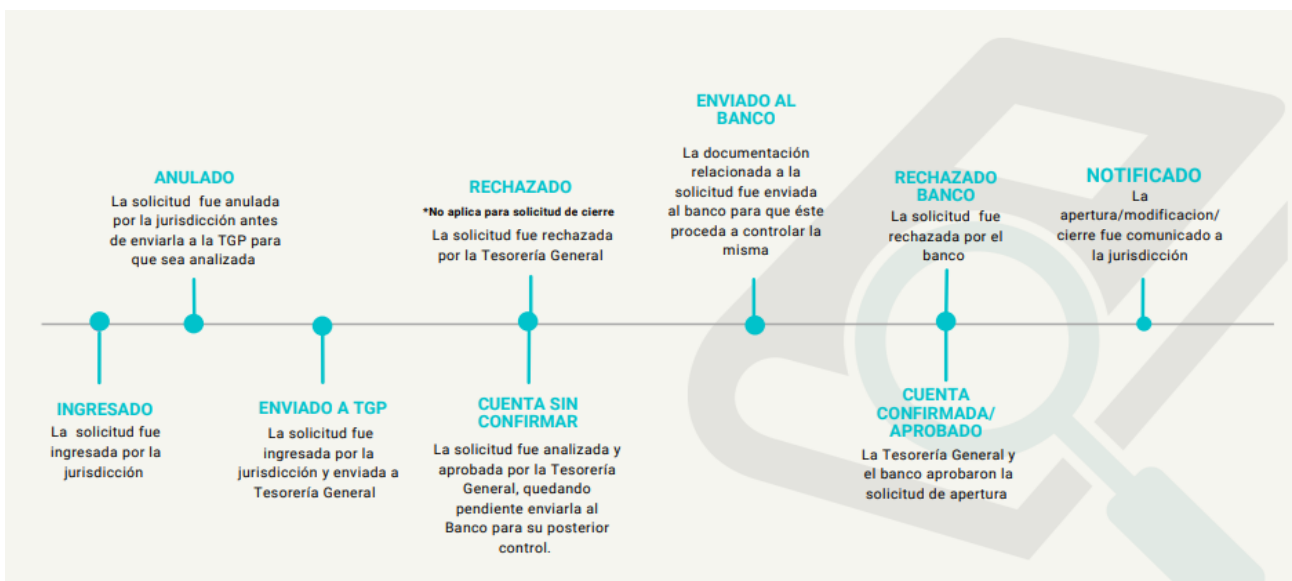 INGRESADO
La solicitud fue
ingresada por la
jurisdicción
ANULADO
La solicitud fue anulada
por la jurisdicción antes
de enviarla a la TGP para
que sea analizada
ENVIADO A TGP
La solicitud fue
ingresada por la
jurisdicción y enviada a
Tesorería General
RECHAZADO
*No aplica para solicitud de cierre
La solicitud fue rechazada
por la Tesorería General
CUENTA SIN
CONFIRMAR
La solicitud fue analizada y
aprobada por la Tesorería
General, quedando
pendiente enviarla al
Banco para su posterior
control.
ENVIADO AL
BANCO
La documentación
relacionada a la
solicitud fue enviada
al banco para que éste
proceda a controlar la
misma
RECHAZADO
BANCO
La solicitud fue
rechazada por el
banco
CUENTA
CONFIRMADA/
APROBADO
La Tesorería General y
el banco aprobaron la
solicitud de apertura
NOTIFICADO
La
apertura/modificacion/
cierre fue comunicado a
la jurisdicción